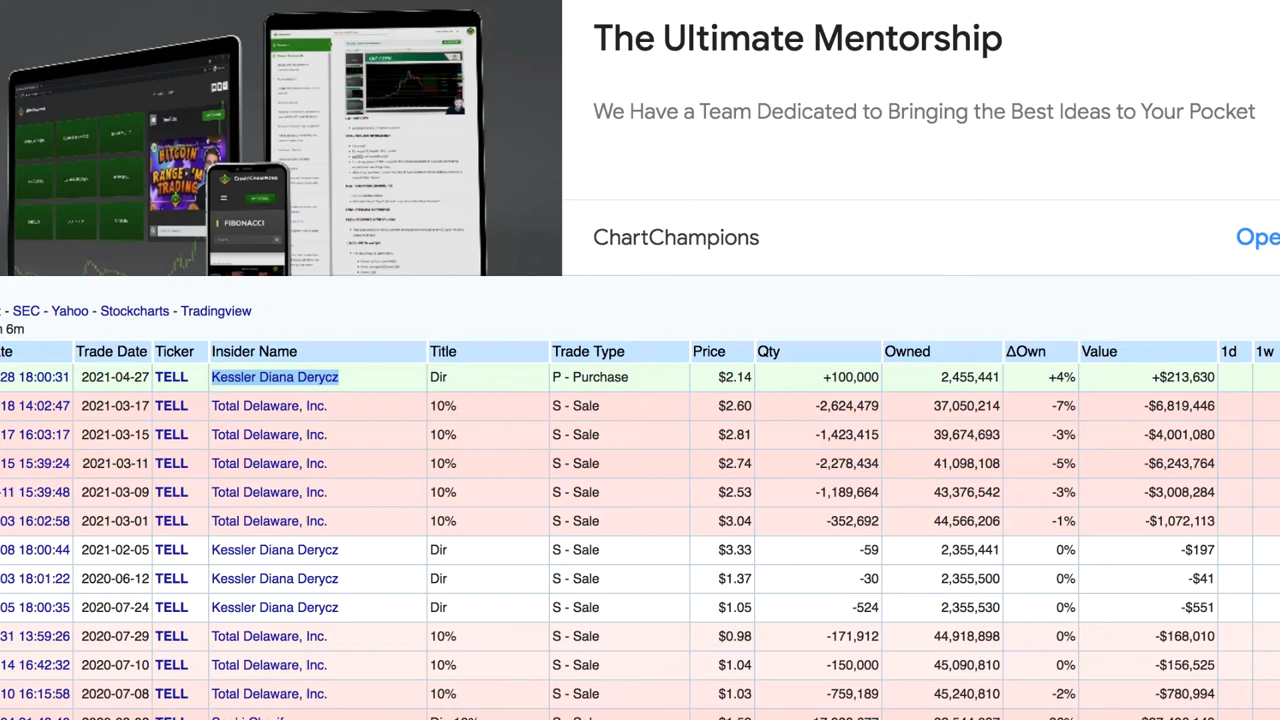 The Ultimate Mentorship
We Have a Team Dedicated to Bringing the Best Ideas to Your Pocket
ChartChampions
Ope
BITCOIN
RANGE
TRADING
CHARTCHAMPIONS
FIBONACCI
- SEC - Yahoo - Stockcharts - Tradingview
6m
te Trade Date Ticker Insider Name Title Trade Type Price Qty Owned ΔOwn Value 1d 1w
28 18:00:31 2021-04-27 TELL Kessler Diana Derycz Dir P - Purchase $2.14 +100,000 2,455,441 +4% +$213,630
18 14:02:47 2021-03-17 TELL Total Delaware, Inc. 10% S - Sale $2.60 -2,624,479 37,050,214 -7% -$6,819,446
17 16:03:17 2021-03-15 TELL Total Delaware, Inc. 10% S - Sale $2.81 -1,423,415 39,674,693 -3% -$4,001,080
15 15:39:24 2021-03-11 TELL Total Delaware, Inc. 10% S - Sale $2.74 -2,278,434 41,098,108 -5% -$6,243,764
-11 15:39:48 2021-03-09 TELL Total Delaware, Inc. 10% S - Sale $2.53 -1,189,664 43,376,542 -3% -$3,008,284
03 16:02:58 2021-03-01 TELL Total Delaware, Inc. 10% S - Sale $3.04 -352,692 44,566,206 -1% -$1,072,113
08 18:00:44 2021-02-05 TELL Kessler Diana Derycz Dir S - Sale $3.33 -59 2,355,441 0% -$197
03 18:01:22 2020-06-12 TELL Kessler Diana Derycz Dir S - Sale $1.37 -30 2,355,500 0% -$41
05 18:00:35 2020-07-24 TELL Kessler Diana Derycz Dir S - Sale $1.05 -524 2,355,530 0% -$551
31 13:59:26 2020-07-29 TELL Total Delaware, Inc. 10% S - Sale $0.98 -171,912 44,918,898 0% -$168,010
14 16:42:32 2020-07-10 TELL Total Delaware, Inc. 10% S - Sale $1.04 -150,000 45,090,810 0% -$156,525
10 16:15:58 2020-07-08 TELL Total Delaware, Inc. 10% S - Sale $1.03 -759,189 45,240,810 -2% -$780,994